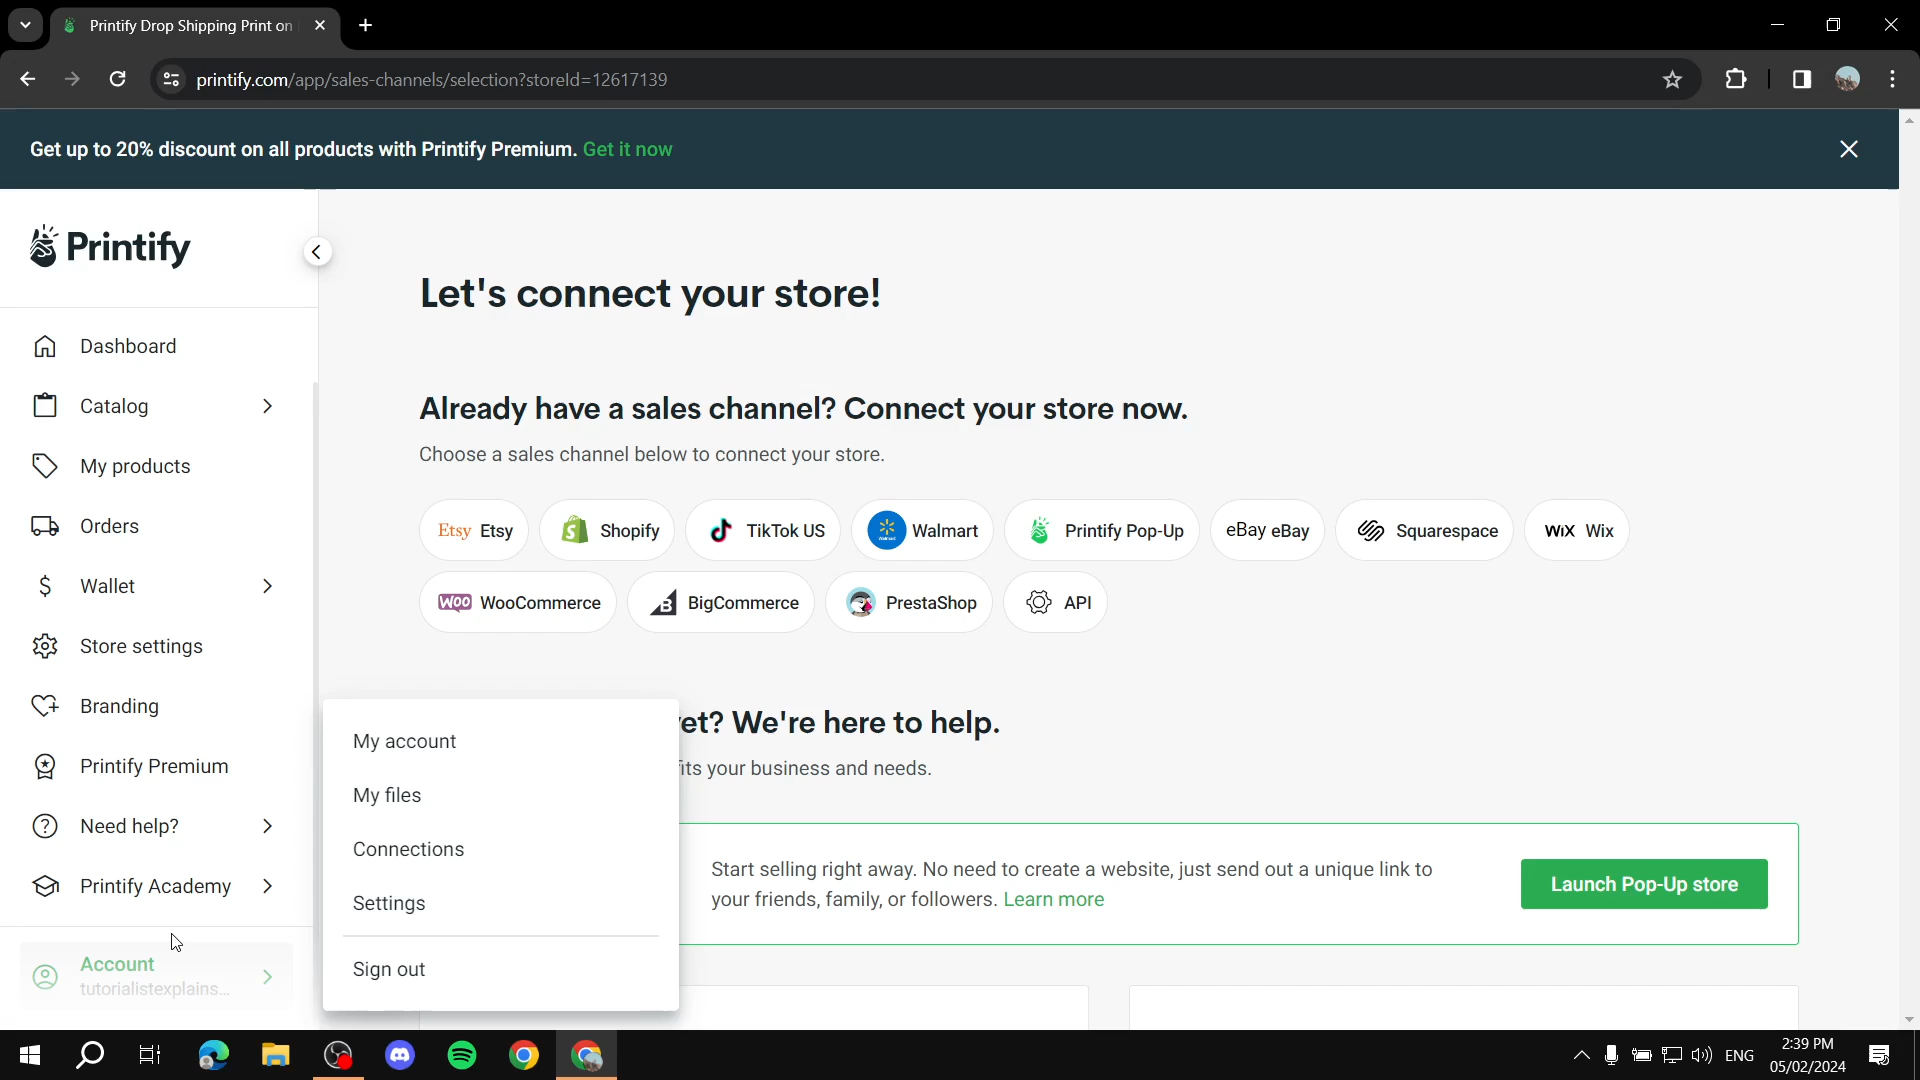 Printify Drop Shipping Print on
printify.com/app/sales-channels/selection?storeId=12617139
Get up to 20% discount on all products with Printify Premium. Get it now
Printify
Dashboard
Catalog
My products
Orders
Wallet
Store settings
Branding
Printify Premium
Need help?
Printify Academy
Account
tutorialistexplains...
Let's connect your store!
Already have a sales channel? Connect your store now.
Choose a sales channel below to connect your store.
Etsy Etsy
Shopify
TikTok US
Walmart
Printify Pop-Up
eBay eBay
Squarespace
WiX Wix
WOO WooCommerce
BigCommerce
PrestaShop
API
My account
My files
Connections
Settings
Sign out
yet? We're here to help.
fits your business and needs.
Start selling right away. No need to create a website, just send out a unique link to
your friends, family, or followers. Learn more
Launch Pop-Up store
ENG
2:39 PM
05/02/2024